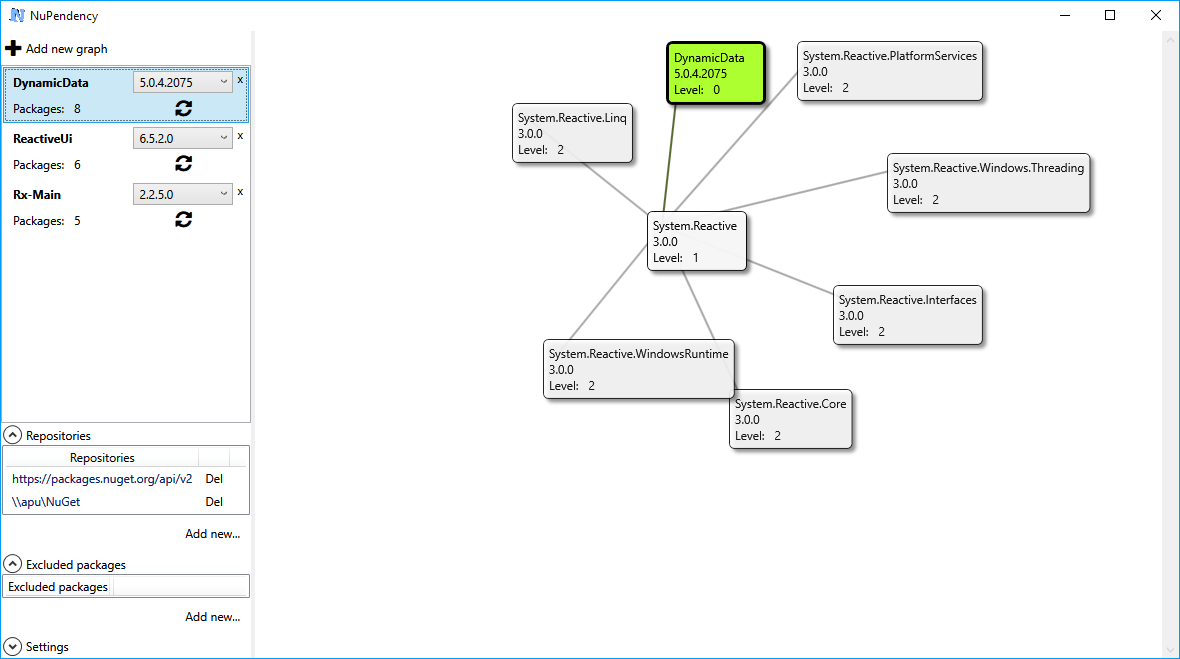 NuPendency
Add new graph
DynamicData 5.0.4.2075 x
Packages: 8
ReactiveUi 6.5.2.0 x
Packages: 6
Rx-Main 2.2.5.0 x
Packages: 5
Repositories
Repositories
https://packages.nuget.org/api/v2 Del
\\apu\NuGet Del
Add new...
Excluded packages
Excluded packages
Add new...
Settings
DynamicData
5.0.4.2075
Level: 0
System.Reactive.PlatformServices
3.0.0
Level: 2
System.Reactive.Linq
3.0.0
Level: 2
System.Reactive.Windows.Threading
3.0.0
Level: 2
System.Reactive
3.0.0
Level: 1
System.Reactive.Interfaces
3.0.0
Level: 2
System.Reactive.WindowsRuntime
3.0.0
Level: 2
System.Reactive.Core
3.0.0
Level: 2